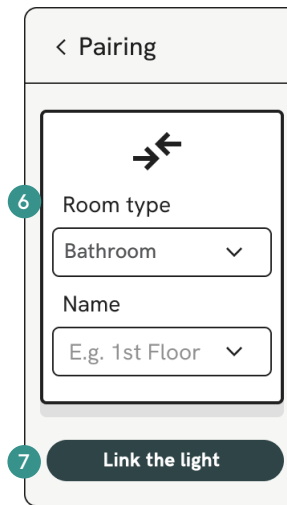 < Pairing
6
Room type
Bathroom
Name
E.g. 1st Floor
7
Link the light